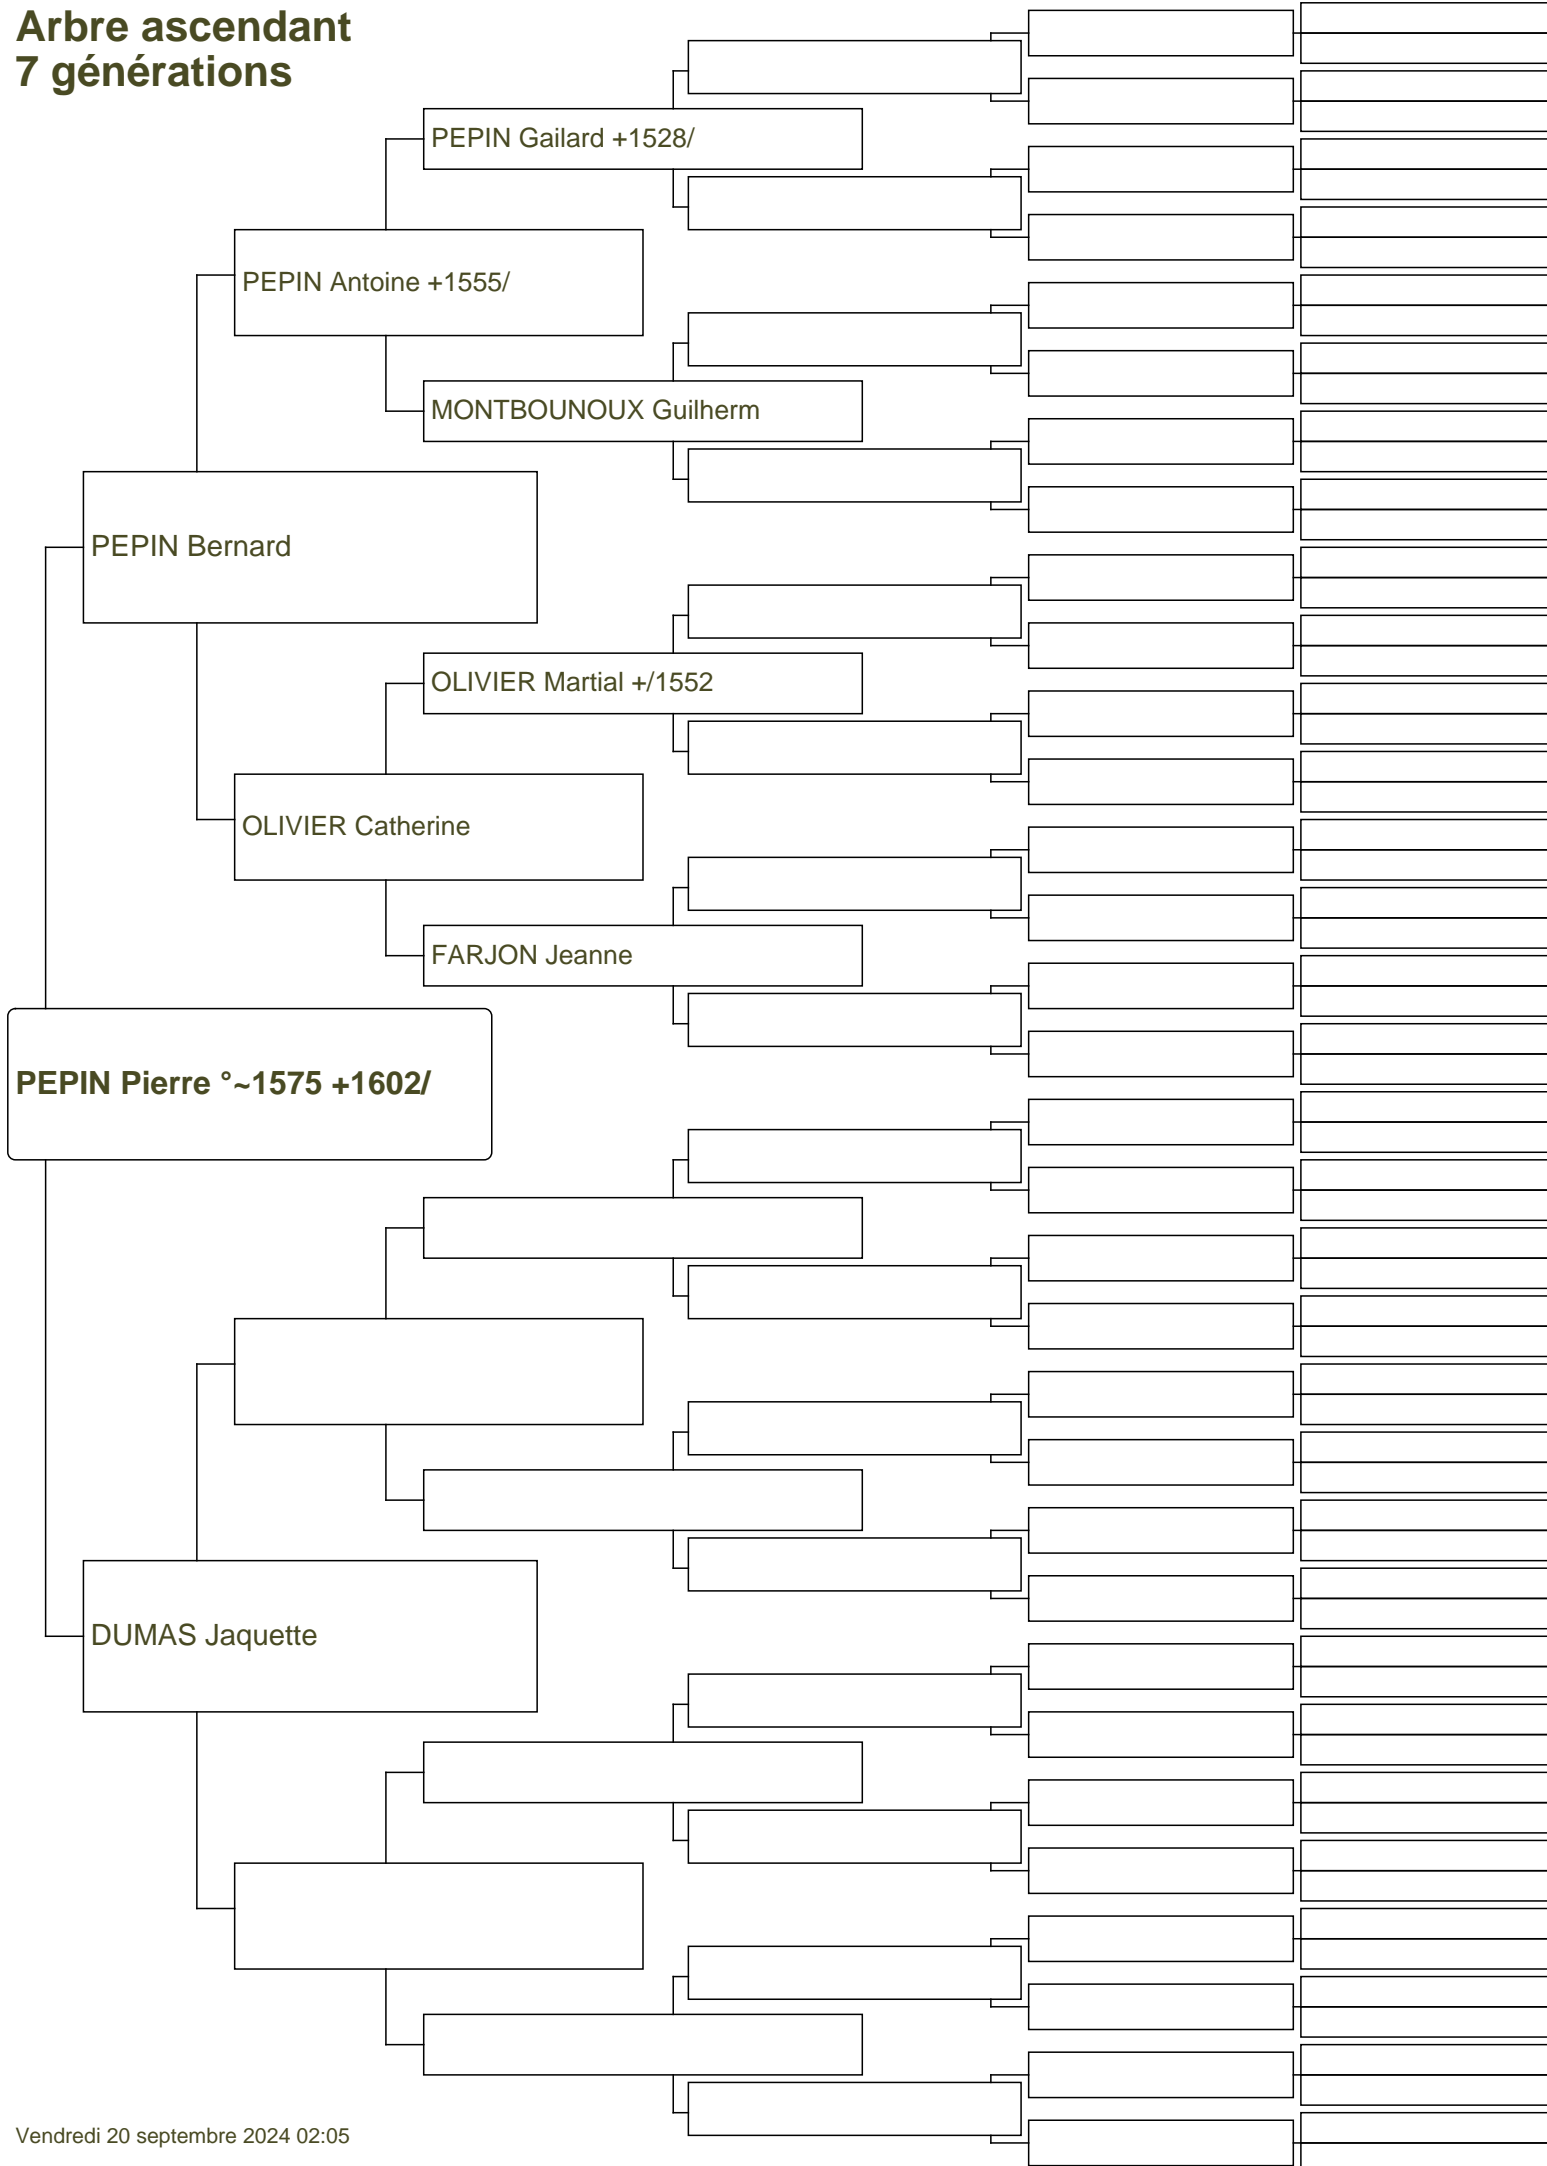 Arbre ascendant
7 générations
PEPIN Gailard +1528/
PEPIN Antoine +1555/
MONTBOUNOUX Guilherm
PEPIN Bernard
OLIVIER Martial +/1552
OLIVIER Catherine
FARJON Jeanne
PEPIN Pierre °~1575 +1602/
DUMAS Jaquette
Vendredi 20 septembre 2024 02:05